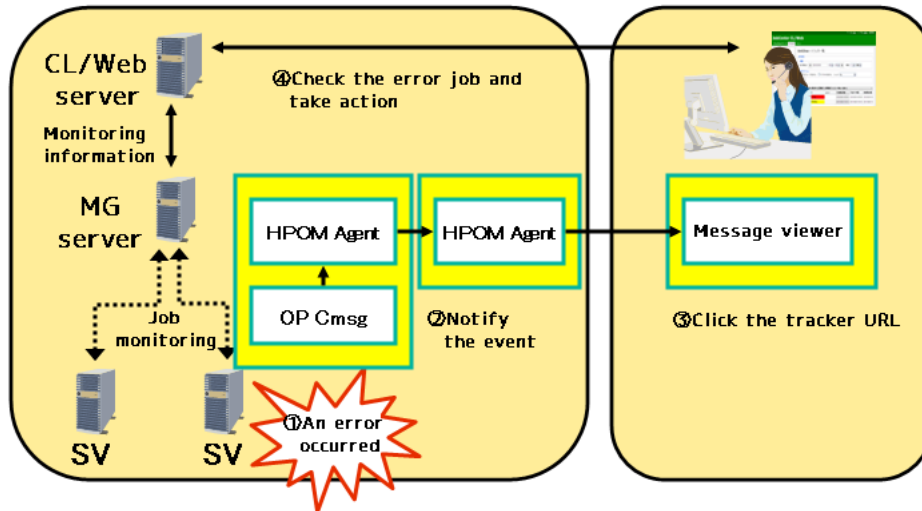 CL/Web
server
④Check the error job and
take action
Monitoring
information
MG
server
HPOM Agent
HPOM Agent
Message viewer
OP Cmsg
Job
monitoring
②Notify
the event
③Click the tracker URL
①An error
occurred
SV
SV